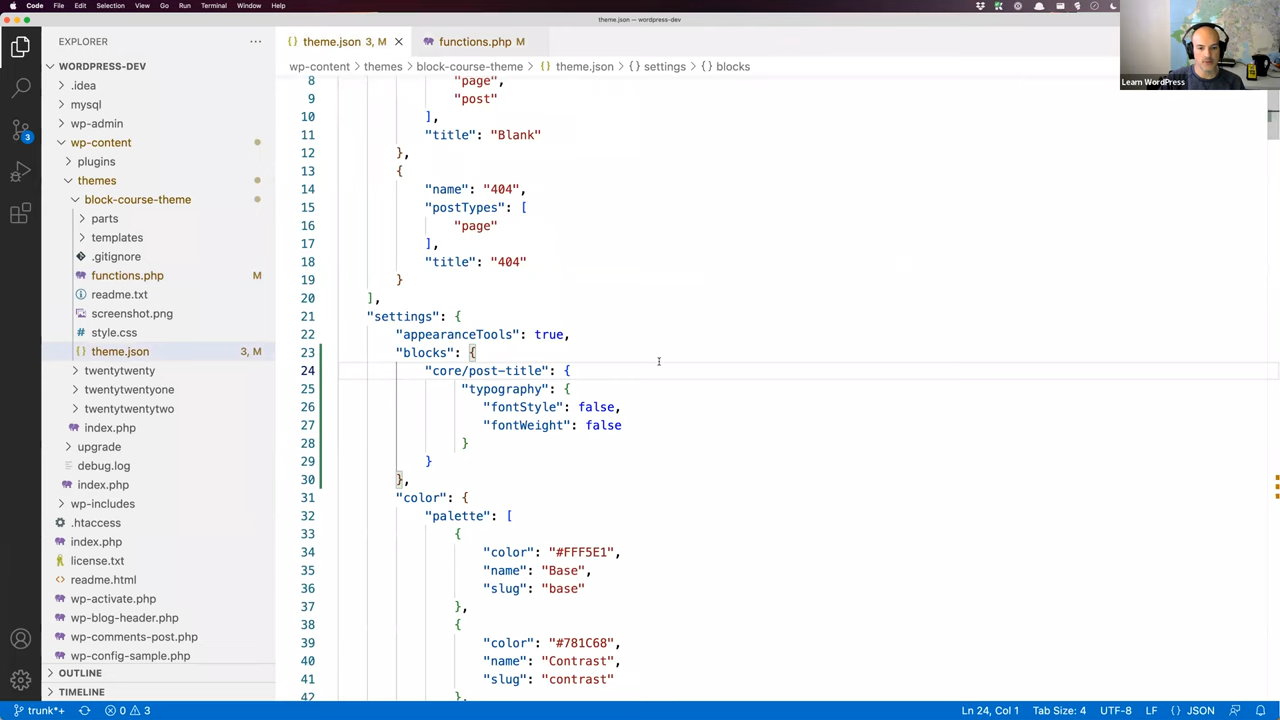 Code File Edit Selection View Go Run Terminal Window Help
theme.json — wordpress-dev
EXPLORER
theme.json 3, M
functions.php M
wp-content > themes > block-course-theme > {} theme.json > {} settings > {} blocks
Learn WordPress
WORDPRESS-DEV
.idea
mysql
wp-admin
wp-content
plugins
themes
block-course-theme
parts
templates
.gitignore
functions.php M
readme.txt
screenshot.png
style.css
theme.json 3, M
twentytwenty
twentytwentyone
twentytwentytwo
index.php
upgrade
debug.log
index.php
wp-includes
.htaccess
index.php
license.txt
readme.html
wp-activate.php
wp-blog-header.php
wp-comments-post.php
wp-config-sample.php
OUTLINE
TIMELINE
3
8 "page",
9 "post"
10 ],
11 "title": "Blank"
12 },
13 {
14 "name": "404",
15 "postTypes": [
16 "page"
17 ],
18 "title": "404"
19 }
20 ],
21 "settings": {
22 "appearanceTools": true,
23 "blocks": {
24 "core/post-title": {
25 "typography": {
26 "fontStyle": false,
27 "fontWeight": false
28 }
29 }
30 },
31 "color": {
32 "palette": [
33 {
34 "color": "#FFF5E1",
35 "name": "Base",
36 "slug": "base"
37 },
38 {
39 "color": "#781C68",
40 "name": "Contrast",
41 "slug": "contrast"
42 },
trunk*+ 0 3 Ln 24, Col 1 Tab Size: 4 UTF-8 LF {} JSON